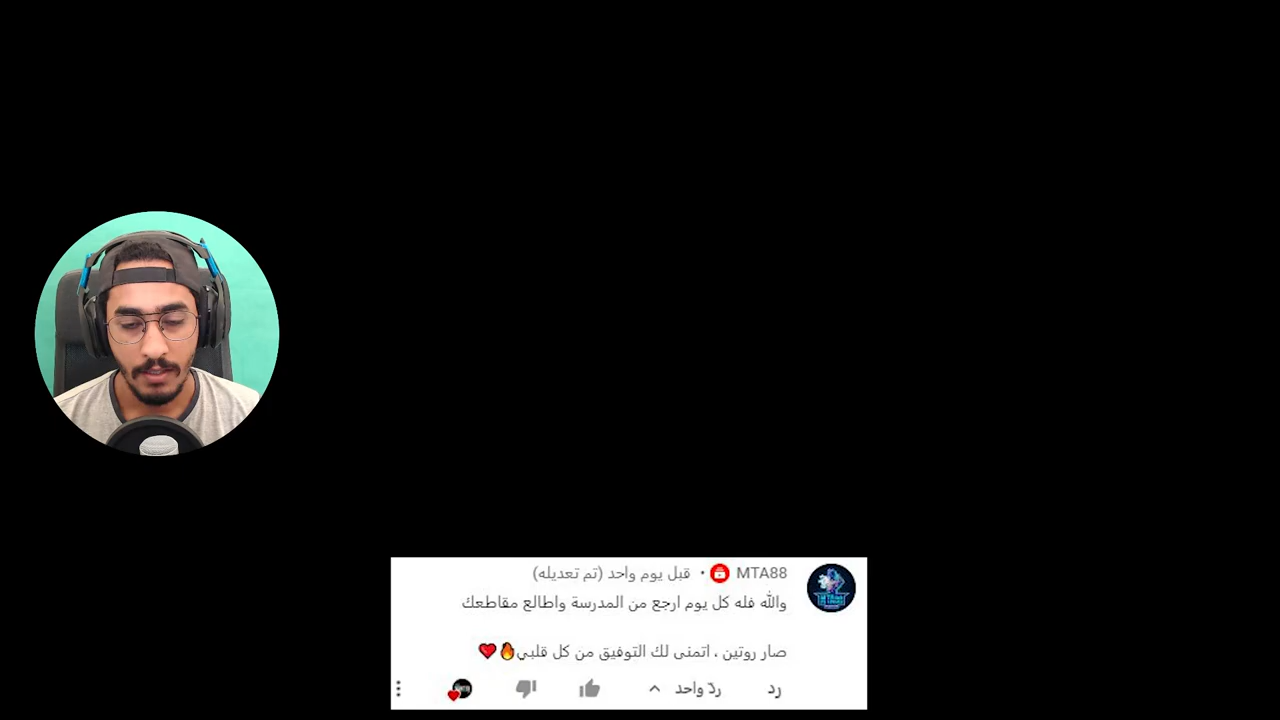 MTA88 • قبل يوم واحد (تم تعديله)
والله فله كل يوم ارجع من المدرسة واطالع مقاطعك
صار روتين ، اتمنى لك التوفيق من كل قلبي🔥❤️
رد ردّ واحد